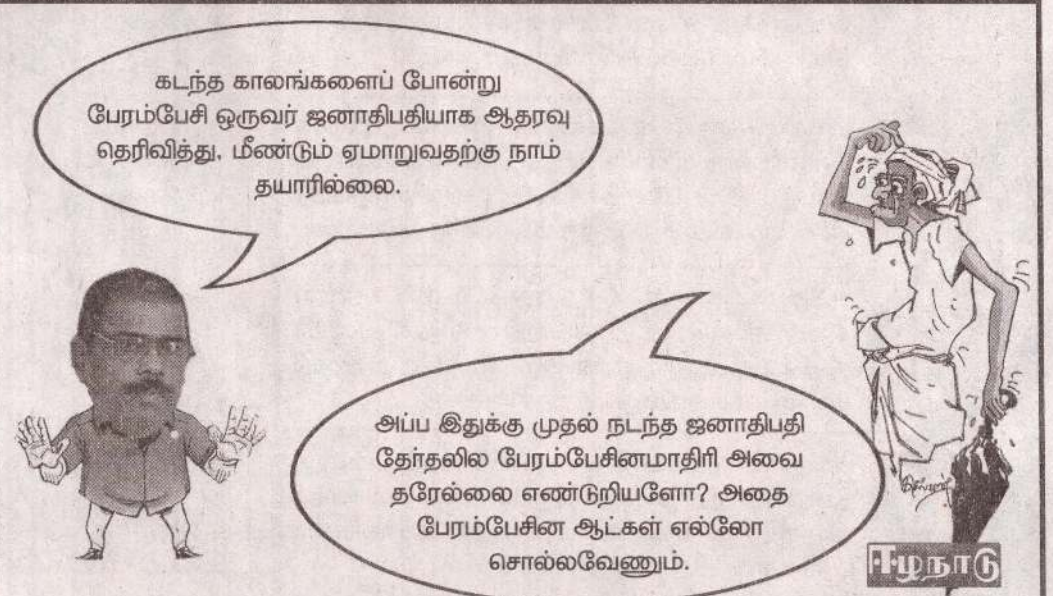 கடந்த காலங்களைப் போன்று
பேரம்பேசி ஒருவர் ஜனாதிபதியாக ஆதரவு
தெரிவித்து, மீண்டும் ஏமாறுவதற்கு நாம்
தயாரில்லை.
அப்ப இதுக்கு முதல் நடந்த ஜனாதிபதி
தேர்தலில பேரம்பேசினமாதிரி அவை
தரேல்லை எண்டுறியளோ? அதை
பேரம்பேசின ஆட்கள் எல்லோ
சொல்லவேணும்.
ஈழநாடு